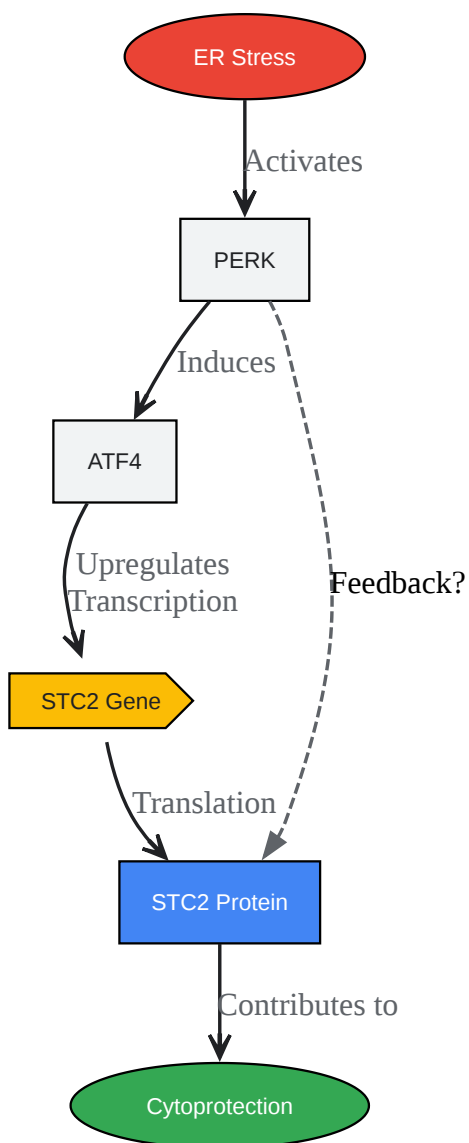 ER Stress
Activates
PERK
Induces
ATF4
Upregulates
Transcription
Feedback?
STC2 Gene
Translation
STC2 Protein
Contributes to
Cytoprotection